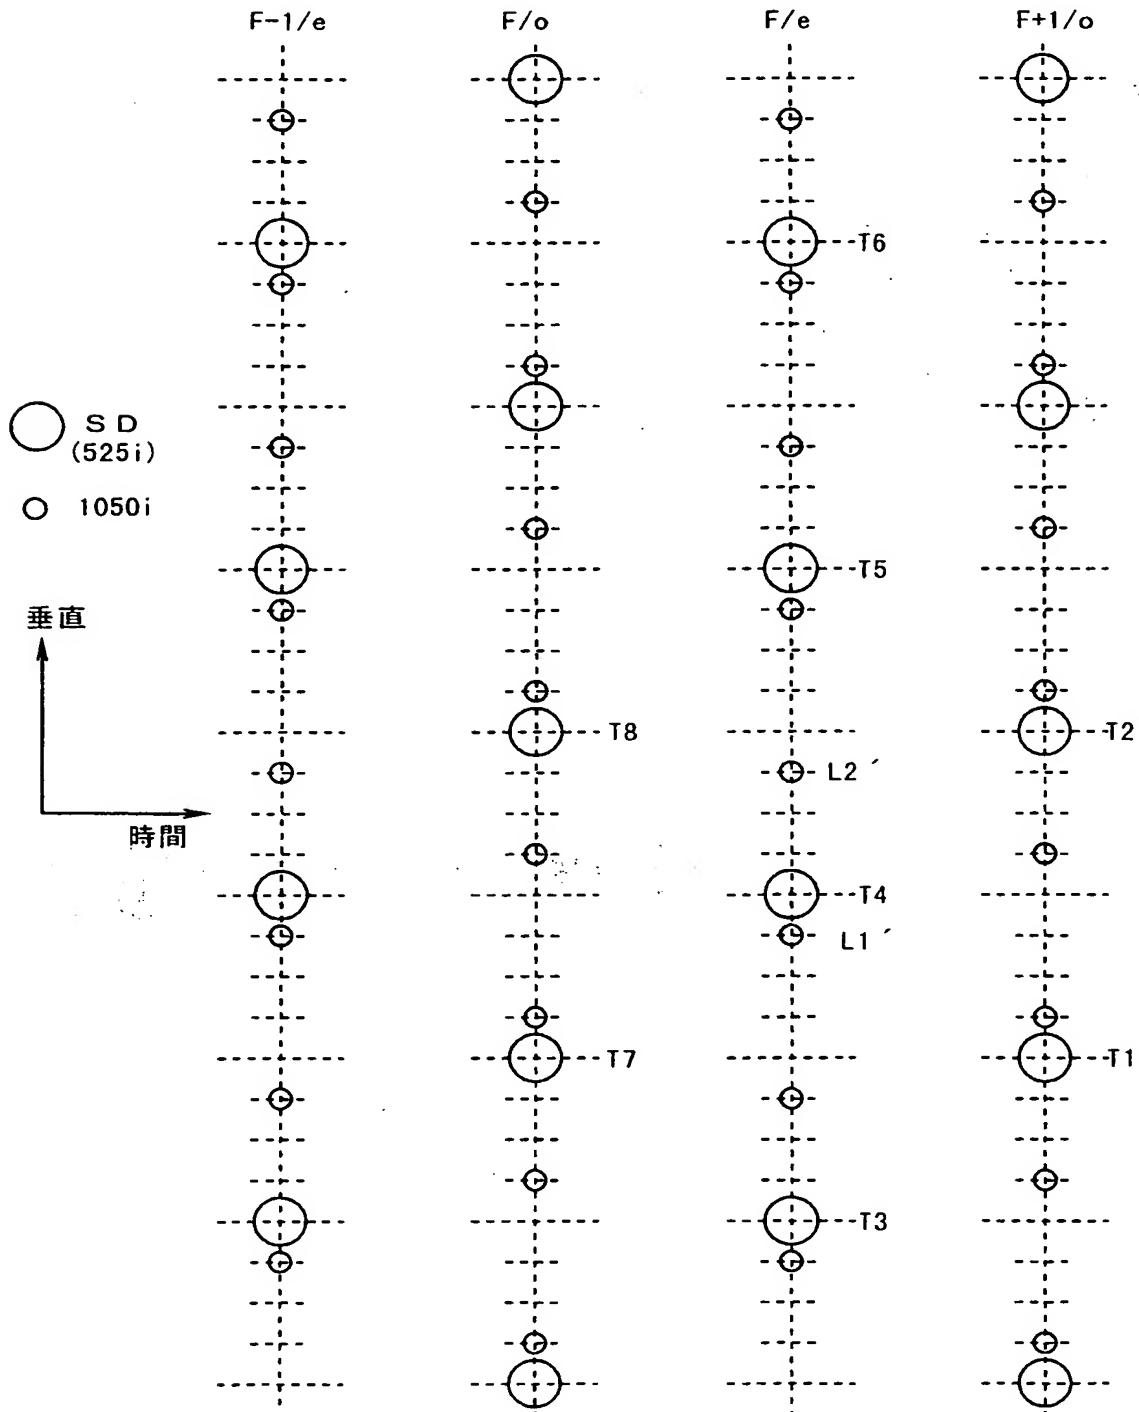 F-1/e
F/o
F/e
F+1/o
T6
SD
(525i)
1050i
T5
垂直
T8
T2
L2´
時間
T4
L1´
T7
T1
T3